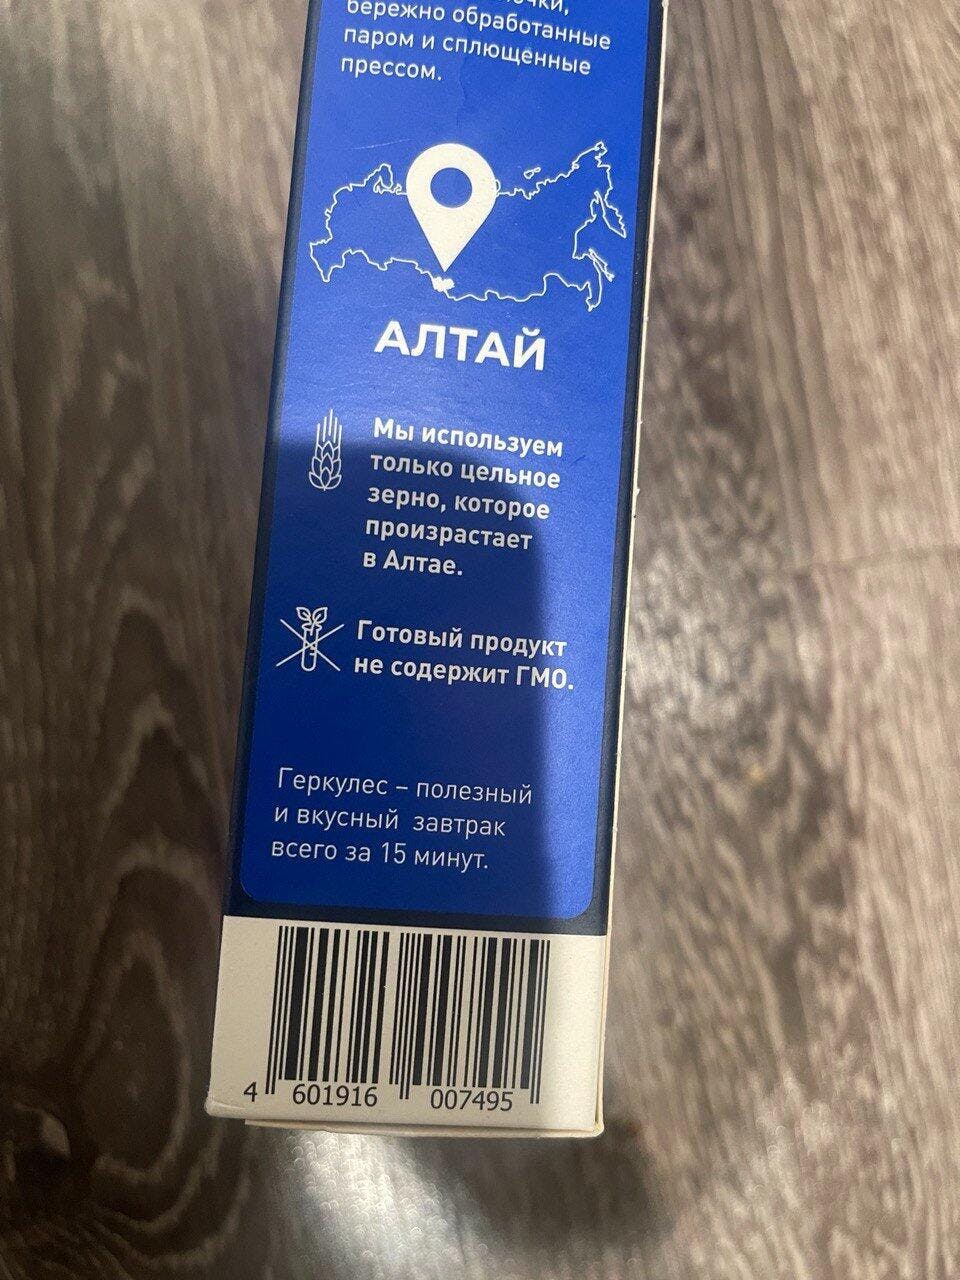 бережно обработанные
паром и сплющенные
прессом.
АЛТАЙ
Мы используем
только цельное
зерно, которое
произрастает
в Алтае.
Готовый продукт
не содержит ГМО.
Геркулес – полезный
и вкусный завтрак
всего за 15 минут.
4 601916 007495